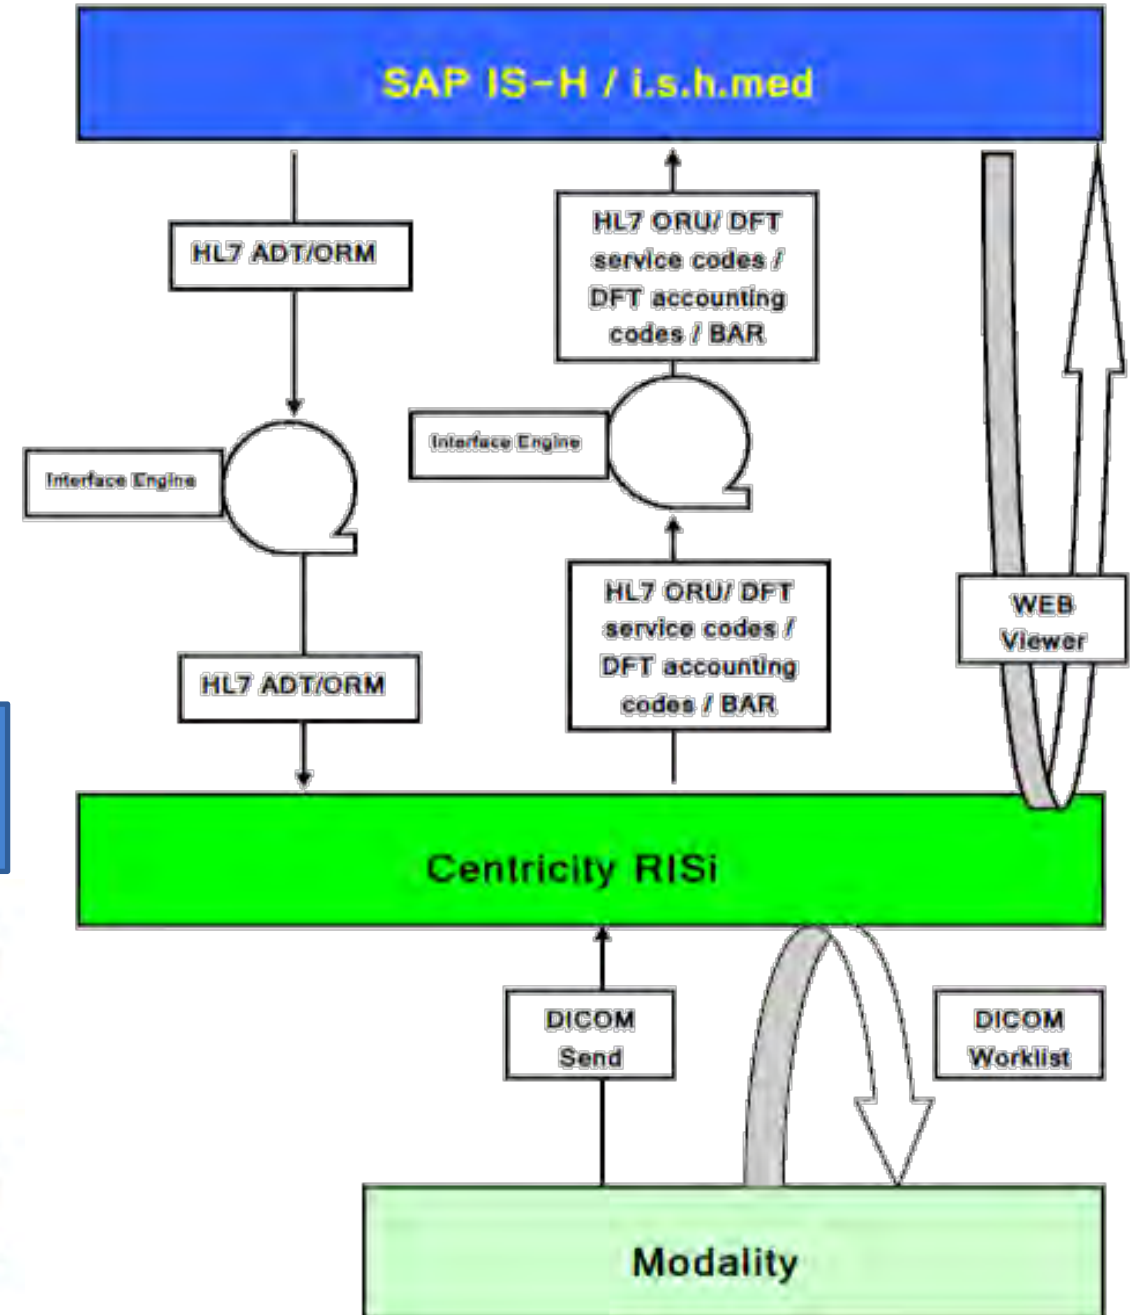 SAP IS-H / i.s.h.med
HL7 ADT/ORM
HL7 ORU/ DFT
service codes /
DFT accounting
codes / BAR
Interface Engine
Interface Engine
HL7 ORU/ DFT
service codes /
DFT accounting
codes / BAR
WEB
Viewer
HL7 ADT/ORM
Centricity RISi
DICOM
Send
DICOM
Worklist
Modality